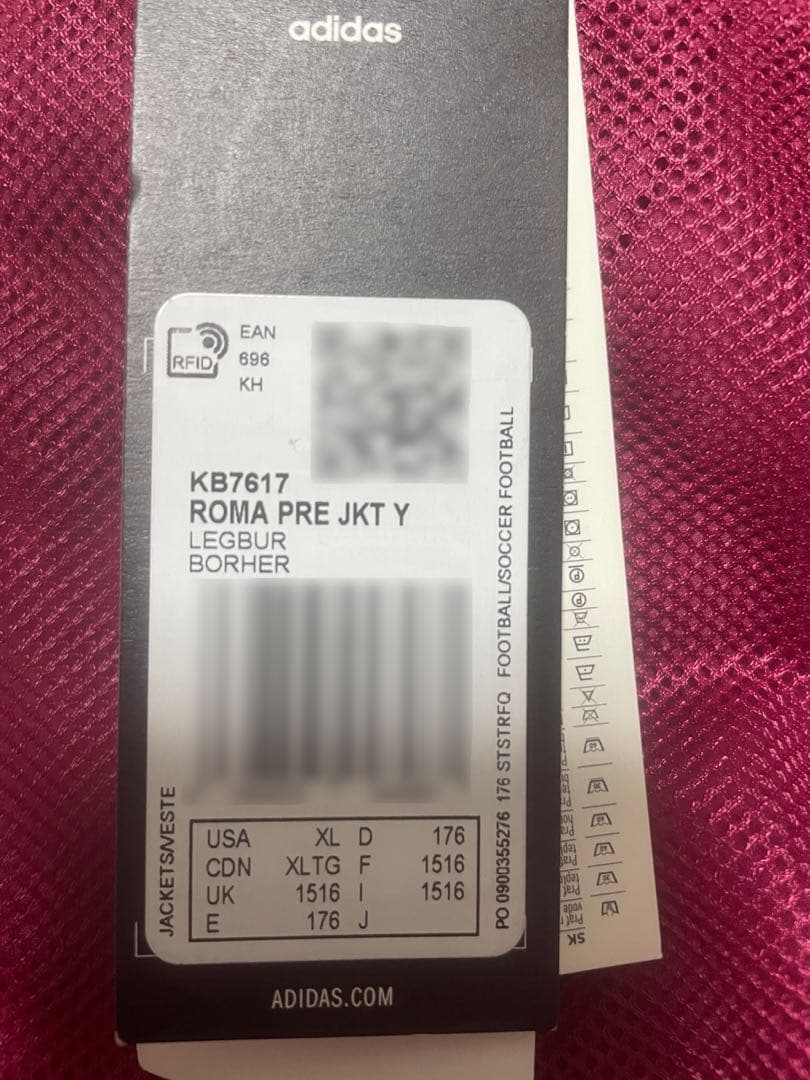 adidas
RFID
EAN
696
KH
KB7617
ROMA PRE JKT Y
LEGBUR
BORHER
JACKETS/VESTE
PO 0900355276 176 STSTRFQ FOOTBALL/SOCCER FOOTBALL
USA XL D 176
CDN XLTG F 1516
UK 1516 I 1516
E 176 J
ADIDAS.COM
SK